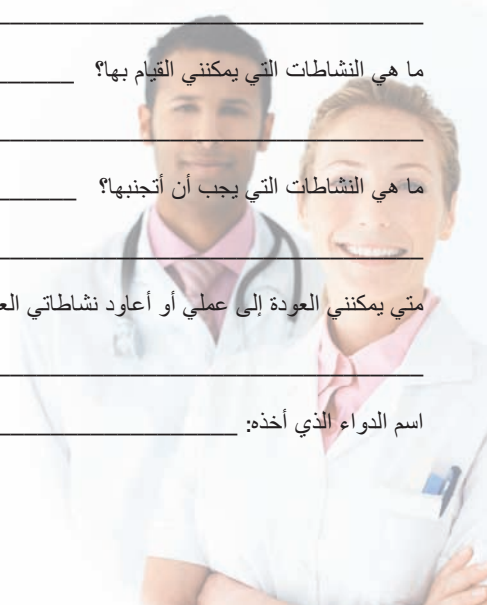 ما هي النشاطات التي يمكنني القيام بها؟
ما هي النشاطات التي يجب أن أتجنبها؟
متي يمكنني العودة إلى عملي أو أعاود نشاطاتي
اسم الدواء الذي أخذه: